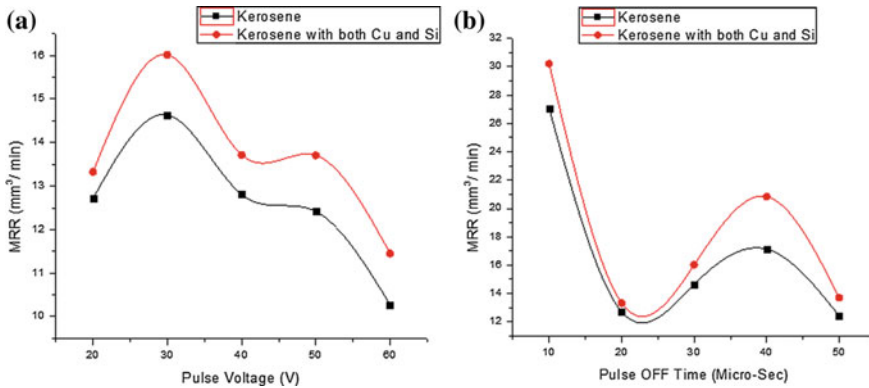 (a)
Kerosene
Kerosene with both Cu and Si
16
15
14
13
12
11
10
MRR (mm³/ min)
20 30 40 50 60
Pulse Voltage (V)
(b)
Kerosene
Kerosene with both Cu and Si
32
30
28
26
24
22
20
18
16
14
12
MRR (mm³/ min)
10 20 30 40 50
Pulse OFF Time (Micro-Sec)